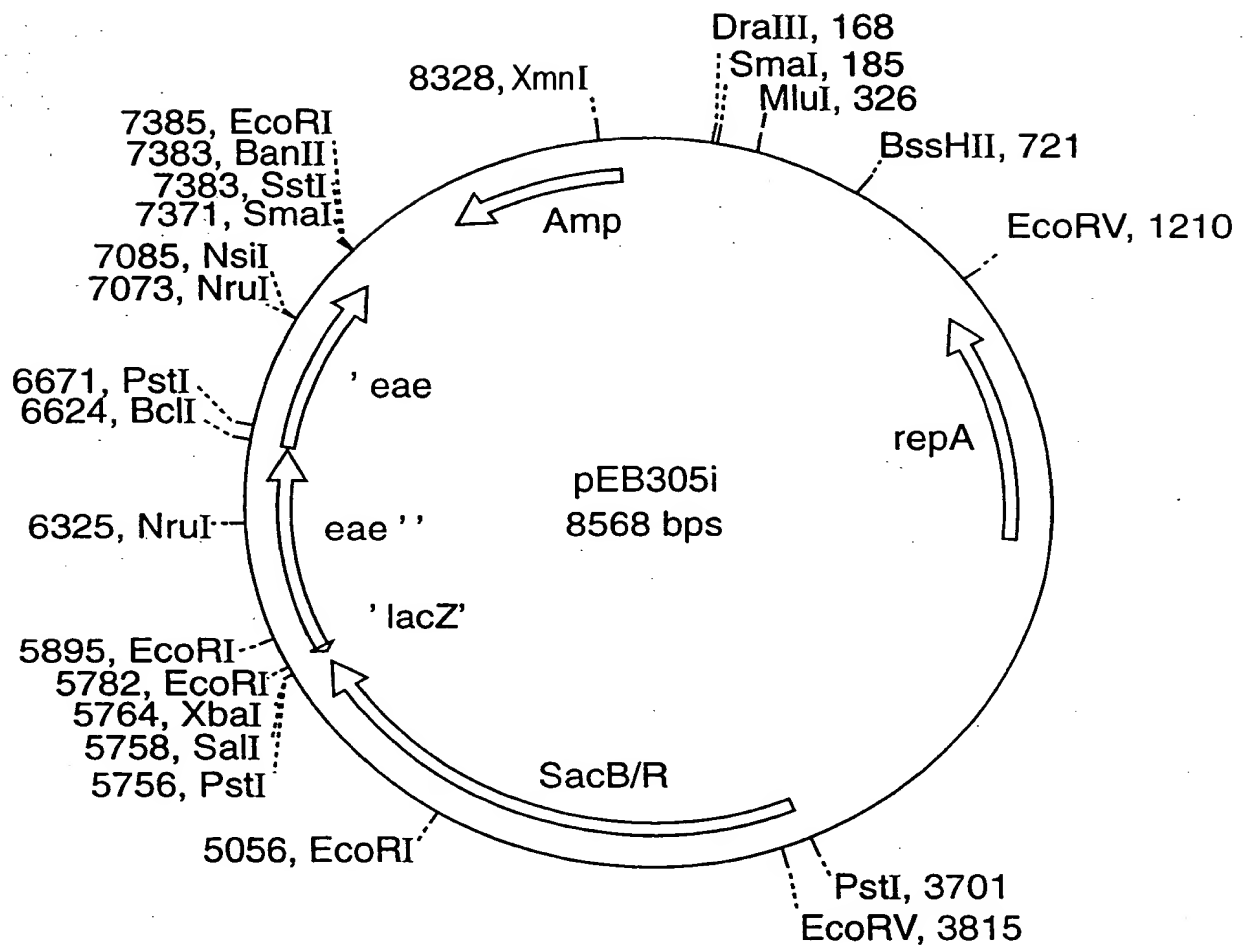 DraIII, 168
SmaI, 185
MluI, 326
BssHII, 721
EcoRV, 1210
8328, XmnI
7385, EcoRI
7383, BanII
7383, SstI
7371, SmaI
7085, NsiI
7073, NruI
6671, PstI
6624, BclI
6325, NruI
5895, EcoRI
5782, EcoRI
5764, XbaI
5758, SalI
5756, PstI
5056, EcoRI
PstI, 3701
EcoRV, 3815
Amp
' eae
repA
pEB305i
8568 bps
eae ' '
' lacZ'
SacB/R